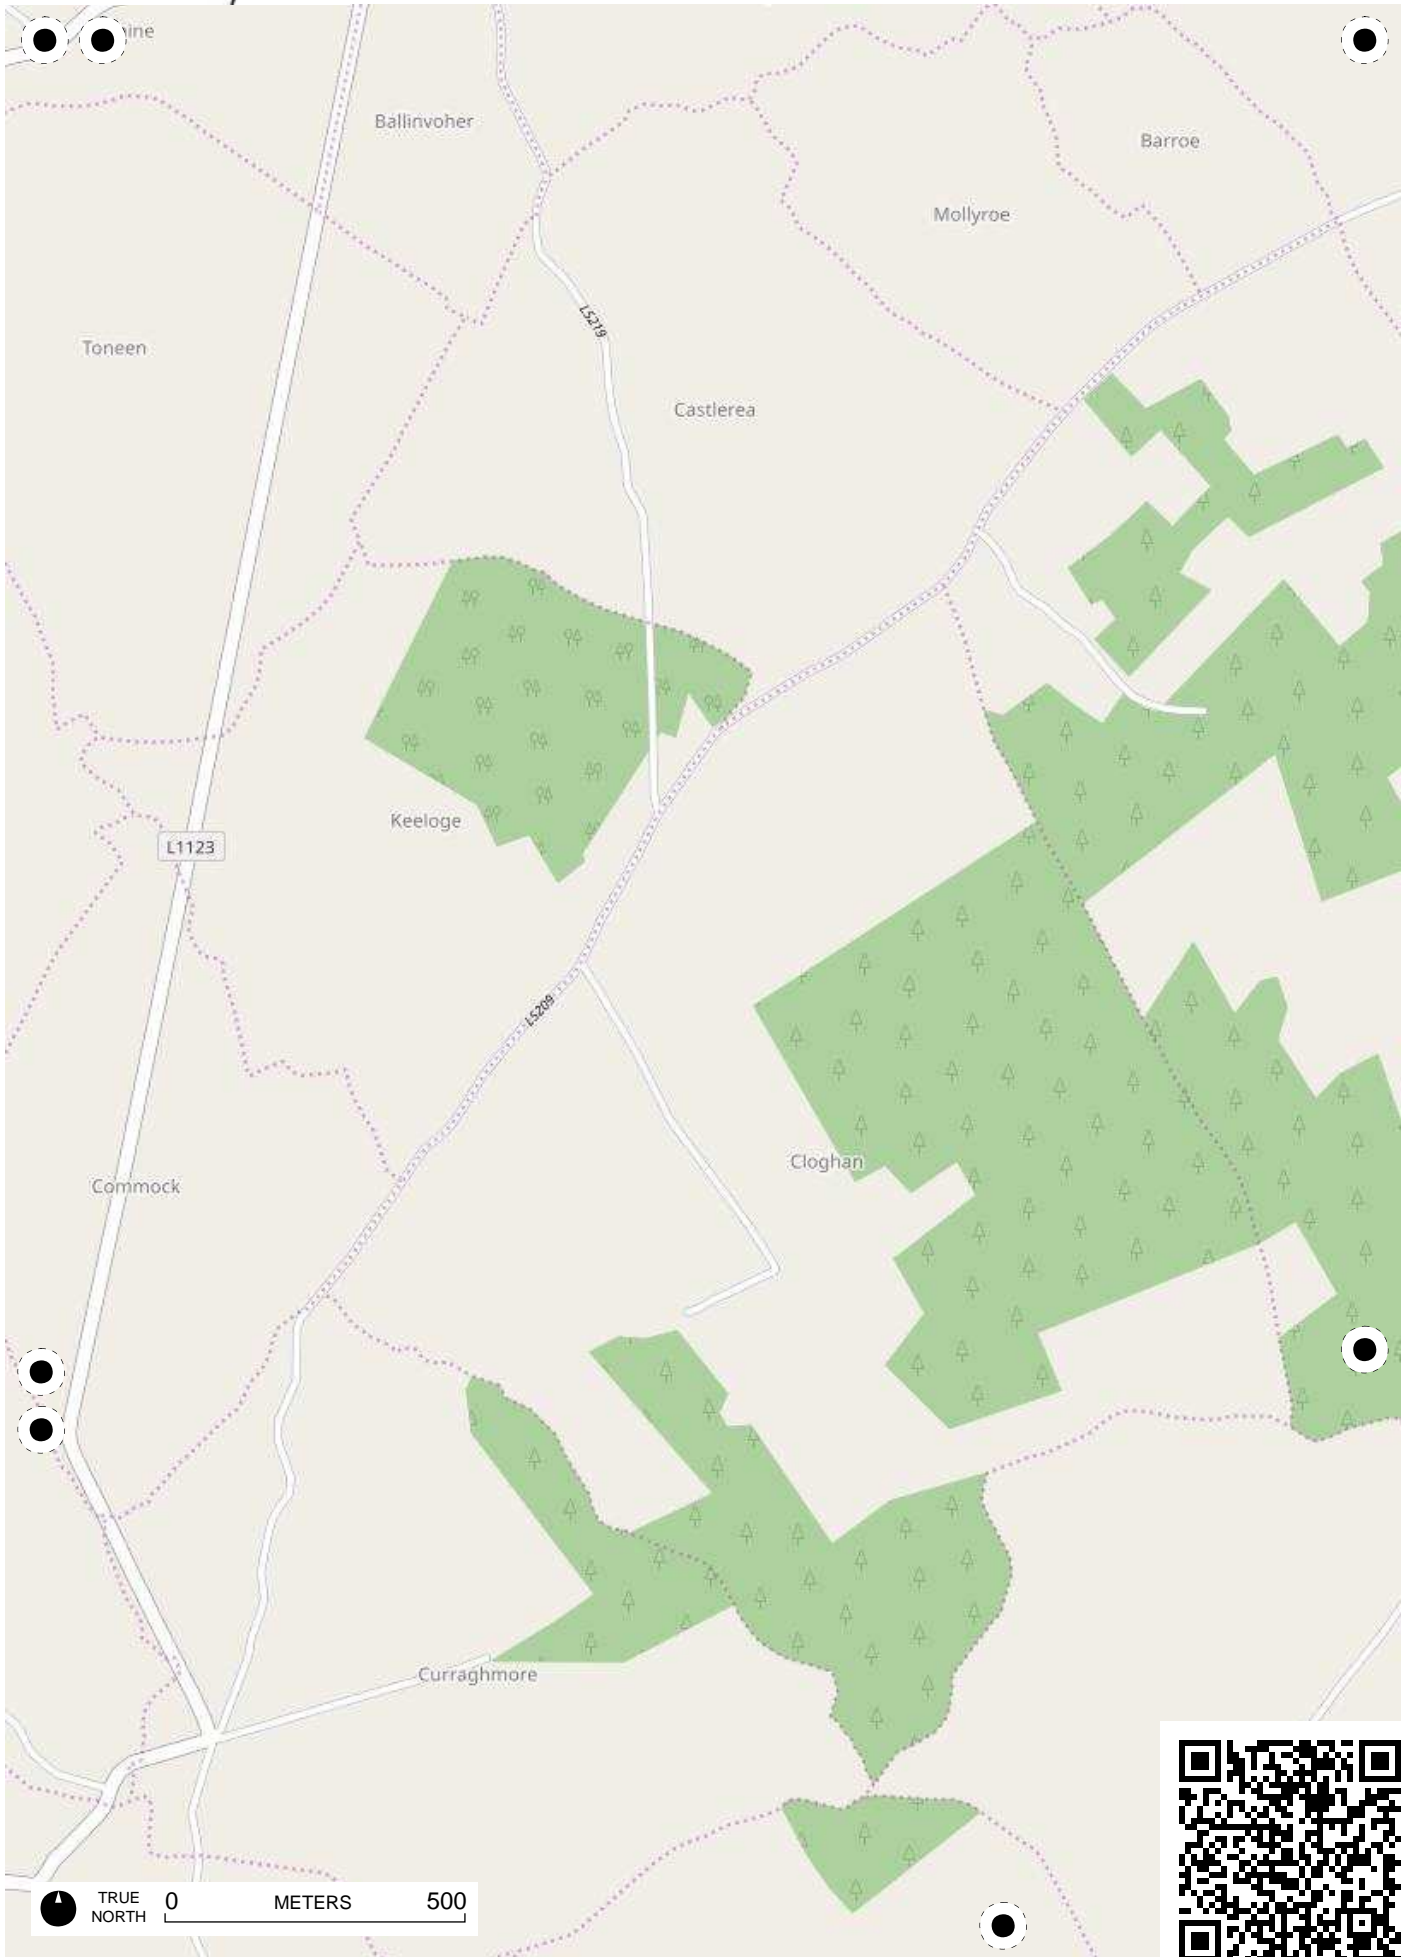 Ballinvoher
Barroe
Mollyroe
L5219
Toneen
Castlerea
Keeloge
L1123
L5209
Cloghan
Commock
Curraghmore
TRUE
NORTH
0
METERS
500